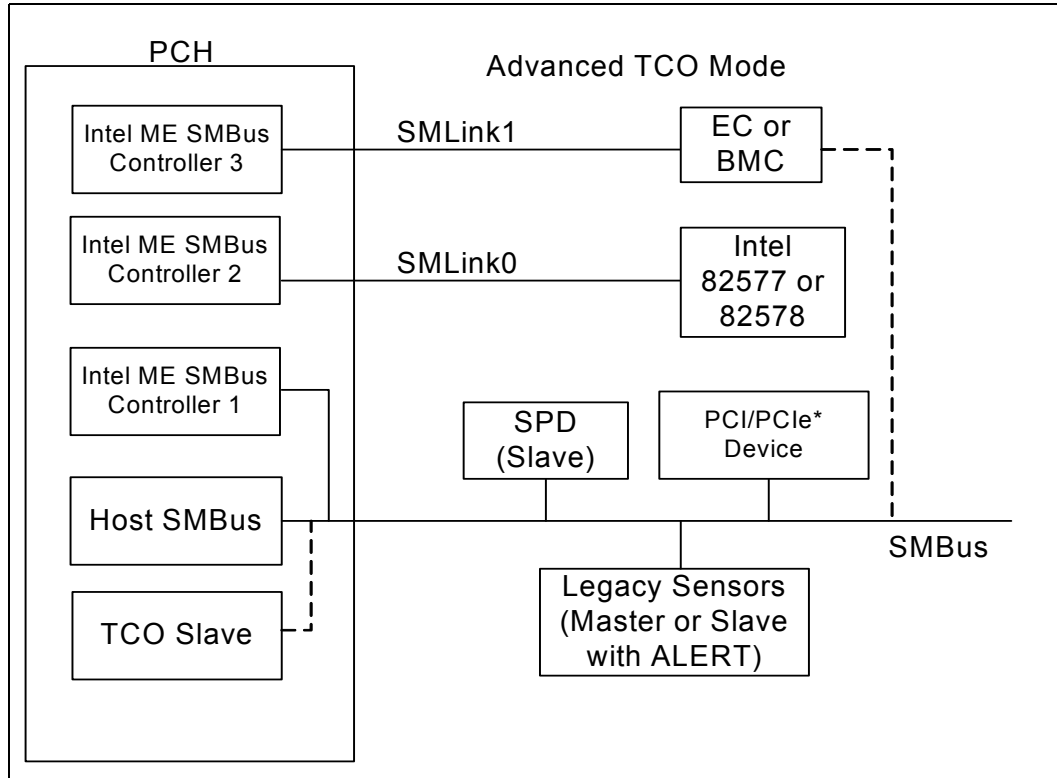 PCH
Advanced TCO Mode
Intel ME SMBus
Controller 3
SMLink1
EC or
BMC
Intel ME SMBus
Controller 2
SMLink0
Intel
82577 or
82578
Intel ME SMBus
Controller 1
SPD
(Slave)
PCI/PCIe*
Device
Host SMBus
SMBus
TCO Slave
Legacy Sensors
(Master or Slave
with ALERT)